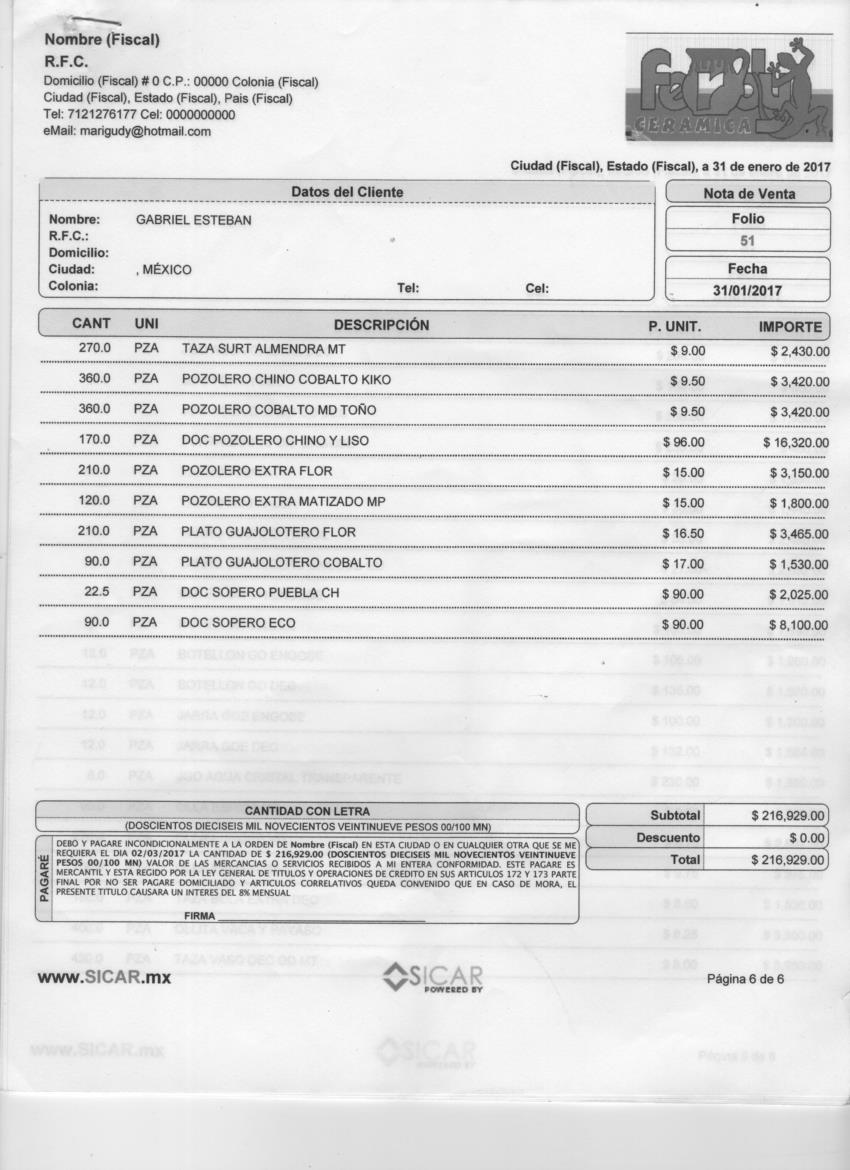 Nombre (Fiscal)
R.F.C.
Domicilio (Fiscal) # 0 C.P.: 00000 Colonia (Fiscal)
Ciudad (Fiscal), Estado (Fiscal), Pais (Fiscal)
Tel: 7121276177 Cel: 0000000000
eMail: marigudy@hotmail.com
CERAMICA
Ciudad (Fiscal), Estado (Fiscal), a 31 de enero de 2017
Datos del Cliente
Nombre: GABRIEL ESTEBAN
R.F.C.:
Domicilio:
Ciudad: , MÉXICO
Colonia: Tel: Cel:
Nota de Venta
Folio
51
Fecha
31/01/2017
CANT UNI DESCRIPCIÓN P. UNIT. IMPORTE
270.0 PZA TAZA SURT ALMENDRA MT $ 9.00 $ 2,430.00
360.0 PZA POZOLERO CHINO COBALTO KIKO $ 9.50 $ 3,420.00
360.0 PZA POZOLERO COBALTO MD TOÑO $ 9.50 $ 3,420.00
170.0 PZA DOC POZOLERO CHINO Y LISO $ 96.00 $ 16,320.00
210.0 PZA POZOLERO EXTRA FLOR $ 15.00 $ 3,150.00
120.0 PZA POZOLERO EXTRA MATIZADO MP $ 15.00 $ 1,800.00
210.0 PZA PLATO GUAJOLOTERO FLOR $ 16.50 $ 3,465.00
90.0 PZA PLATO GUAJOLOTERO COBALTO $ 17.00 $ 1,530.00
22.5 PZA DOC SOPERO PUEBLA CH $ 90.00 $ 2,025.00
90.0 PZA DOC SOPERO ECO $ 90.00 $ 8,100.00
CANTIDAD CON LETRA
(DOSCIENTOS DIECISEIS MIL NOVECIENTOS VEINTINUEVE PESOS 00/100 MN)
Subtotal $ 216,929.00
Descuento $ 0.00
Total $ 216,929.00
PAGARÉ
DEBO Y PAGARE INCONDICIONALMENTE A LA ORDEN DE Nombre (Fiscal) EN ESTA CIUDAD O EN CUALQUIER OTRA QUE SE ME
REQUIERA EL DIA 02/03/2017 LA CANTIDAD DE $ 216,929.00 (DOSCIENTOS DIECISEIS MIL NOVECIENTOS VEINTINUEVE
PESOS 00/100 MN) VALOR DE LAS MERCANCIAS O SERVICIOS RECIBIDOS A MI ENTERA CONFORMIDAD. ESTE PAGARE ES
MERCANTIL Y ESTA REGIDO POR LA LEY GENERAL DE TITULOS Y OPERACIONES DE CREDITO EN SUS ARTICULOS 172 Y 173 PARTE
FINAL POR NO SER PAGARE DOMICILIADO Y ARTICULOS CORRELATIVOS QUEDA CONVENIDO QUE EN CASO DE MORA, EL
PRESENTE TITULO CAUSARA UN INTERES DEL 8% MENSUAL
FIRMA
www.SICAR.mx
SICAR
POWERED BY
Página 6 de 6